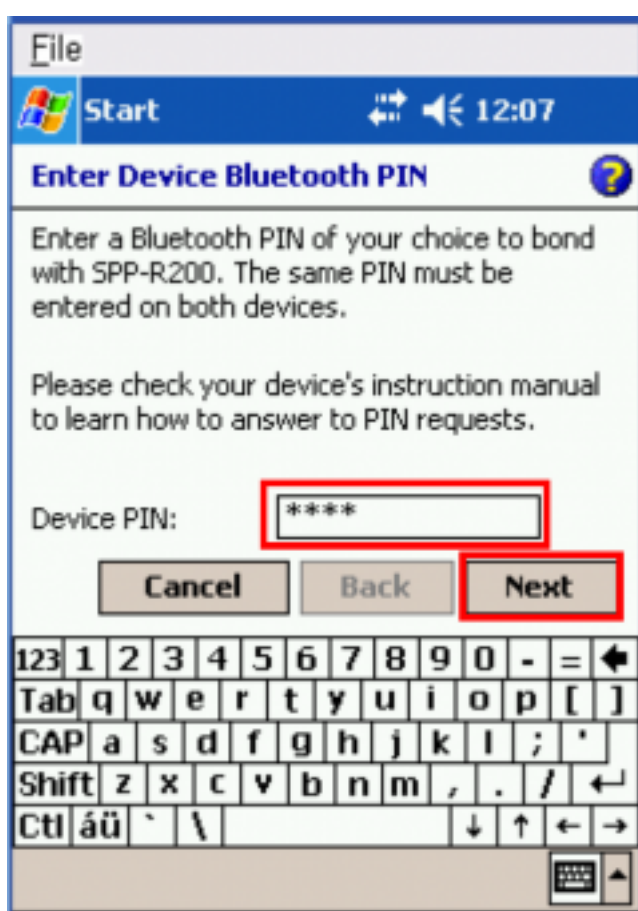 File
Start 12:07
Enter Device Bluetooth PIN ?
Enter a Bluetooth PIN of your choice to bond
with SPP-R200. The same PIN must be
entered on both devices.
Please check your device's instruction manual
to learn how to answer to PIN requests.
Device PIN: ****
Cancel Back Next
123 1 2 3 4 5 6 7 8 9 0 - =
Tab q w e r t y u i o p [ ]
CAP a s d f g h j k l ; '
Shift z x c v b n m , . /
Ctl áü ` \ ↓ ↑ ← →